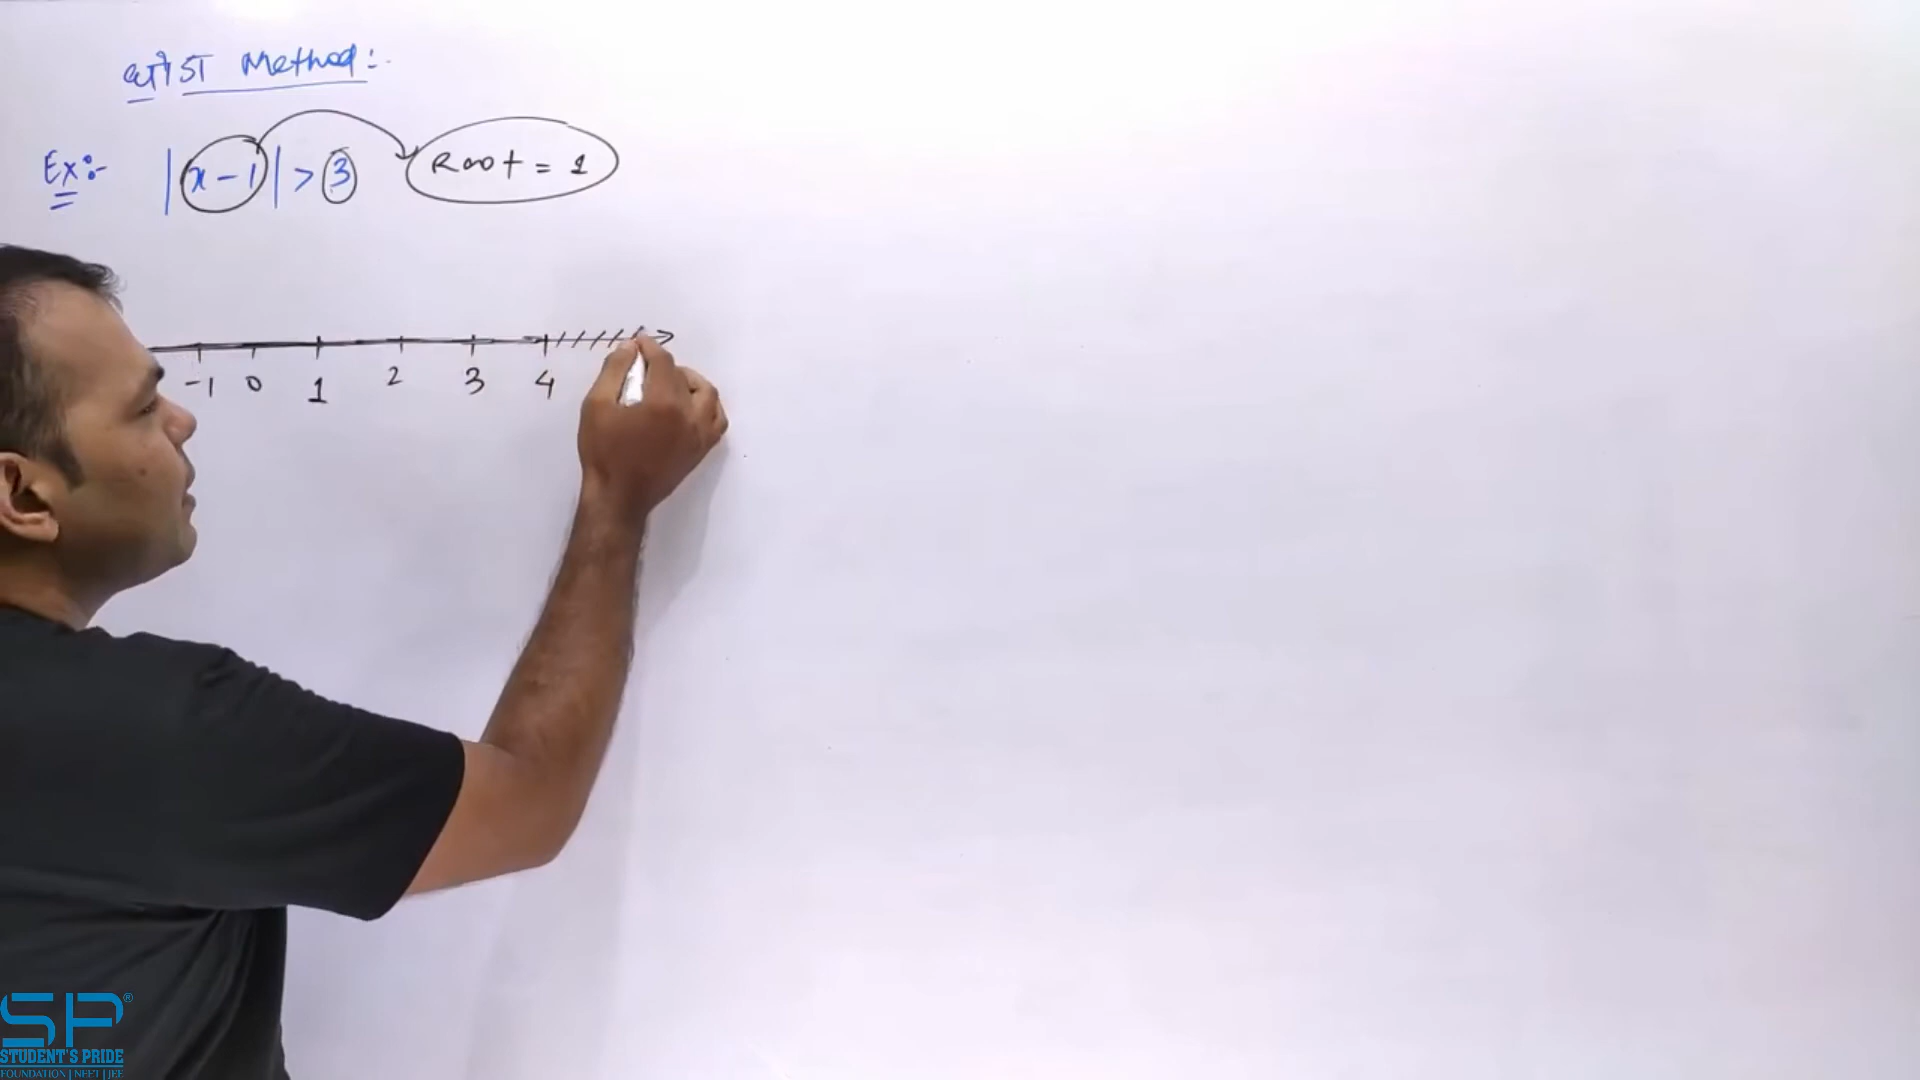 Method :-
Ex:- |x-1| > 3 Root = 1
-1 0 1 2 3 4
SP®
STUDENT'S PRIDE
FOUNDATION | NEET | JEE